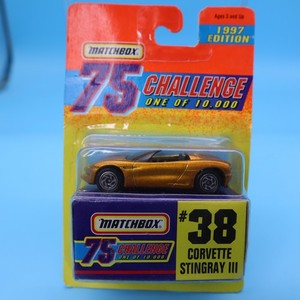 Ages 3 and Up
1997
EDITION
MATCHBOX
75 CHALLENGE
ONE OF 10,000
MATCHBOX
75 CHALLENGE
ONE OF 10,000
#38
CORVETTE
STINGRAY III